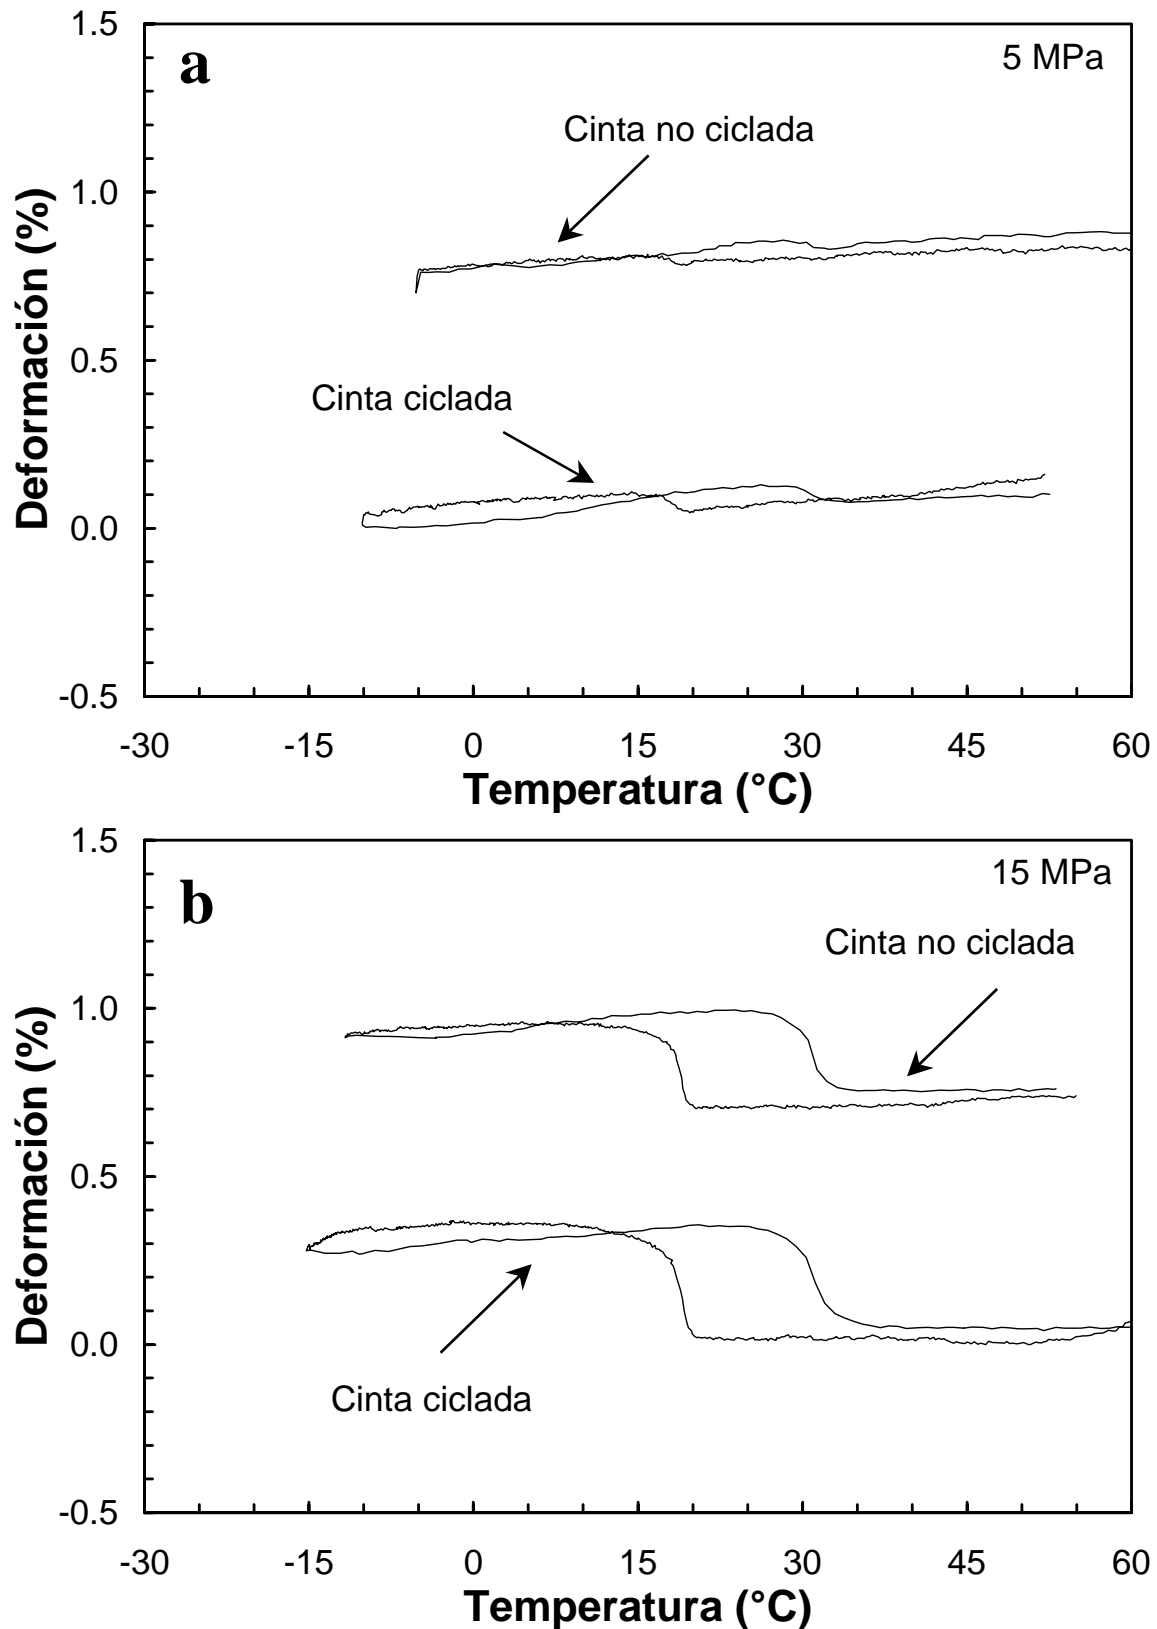 1.5
a
5 MPa
Cinta no ciclada
1.0
Deformación (%)
0.5
Cinta ciclada
0.0
-0.5
-30 -15 0 15 30 45 60
Temperatura (°C)
1.5
15 MPa
b
Cinta no ciclada
1.0
Deformación (%)
0.5
0.0
Cinta ciclada
-0.5
-30 -15 0 15 30 45 60
Temperatura (°C)